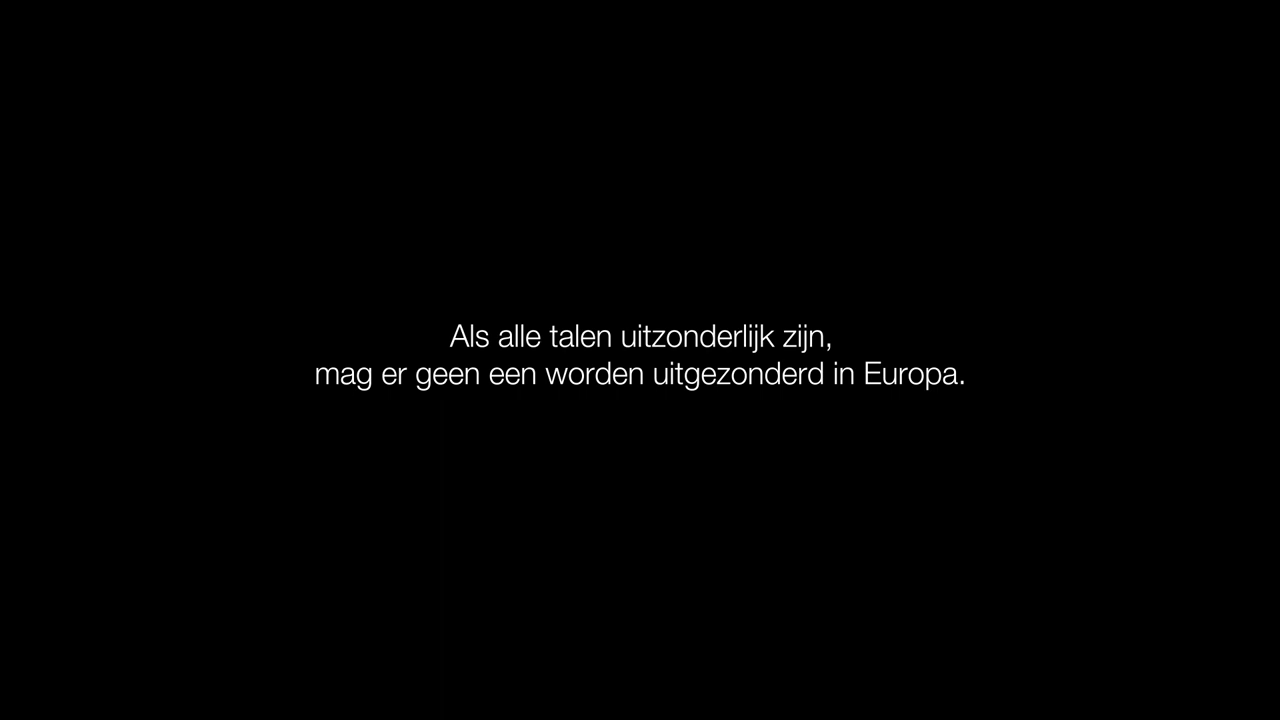 Als alle talen uitzonderlijk zijn,
mag er geen een worden uitgezonderd in Europa.